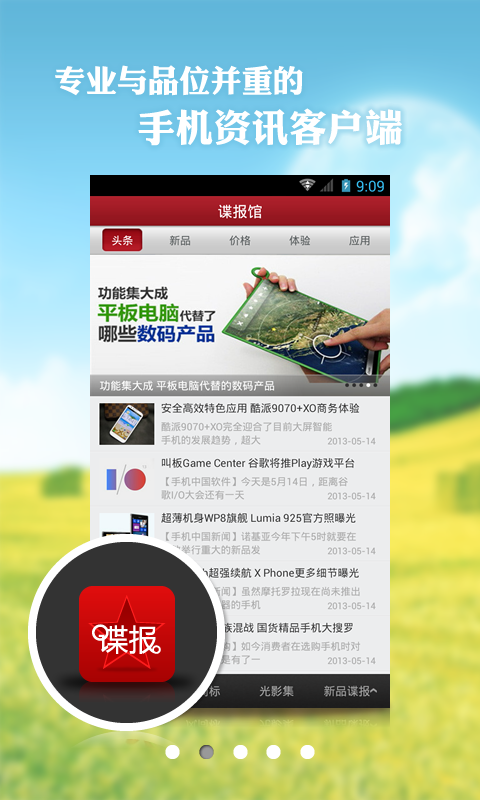 专业与品位并重的
手机资讯客户端
9:09
谍报馆
头条 新品 价格 体验 应用
功能集大成
平板电脑代替了
哪些数码产品
功能集大成 平板电脑代替的数码产品
安全高效特色应用 酷派9070+XO商务体验
酷派9070+XO完全迎合了目前大屏智能
手机的发展趋势，超大
2013-05-14
叫板Game Center 谷歌将推Play游戏平台
【手机中国软件】今天是5月14日，距离谷
歌I/O大会还有一天
2013-05-14
I/O
超薄机身WP8旗舰 Lumia 925官方照曝光
【手机中国新闻】诺基亚今年下午5时就要在
举行重大的新品发
2013-05-14
h超强续航 X Phone更多细节曝光
新闻】虽然摩托罗拉现在尚未推出
器的手机
2013-05-14
族混战 国货精品手机大搜罗
购】如今消费者在选购手机时对
是有了一
2013-05-14
谍报
标 光影集 新品谍报